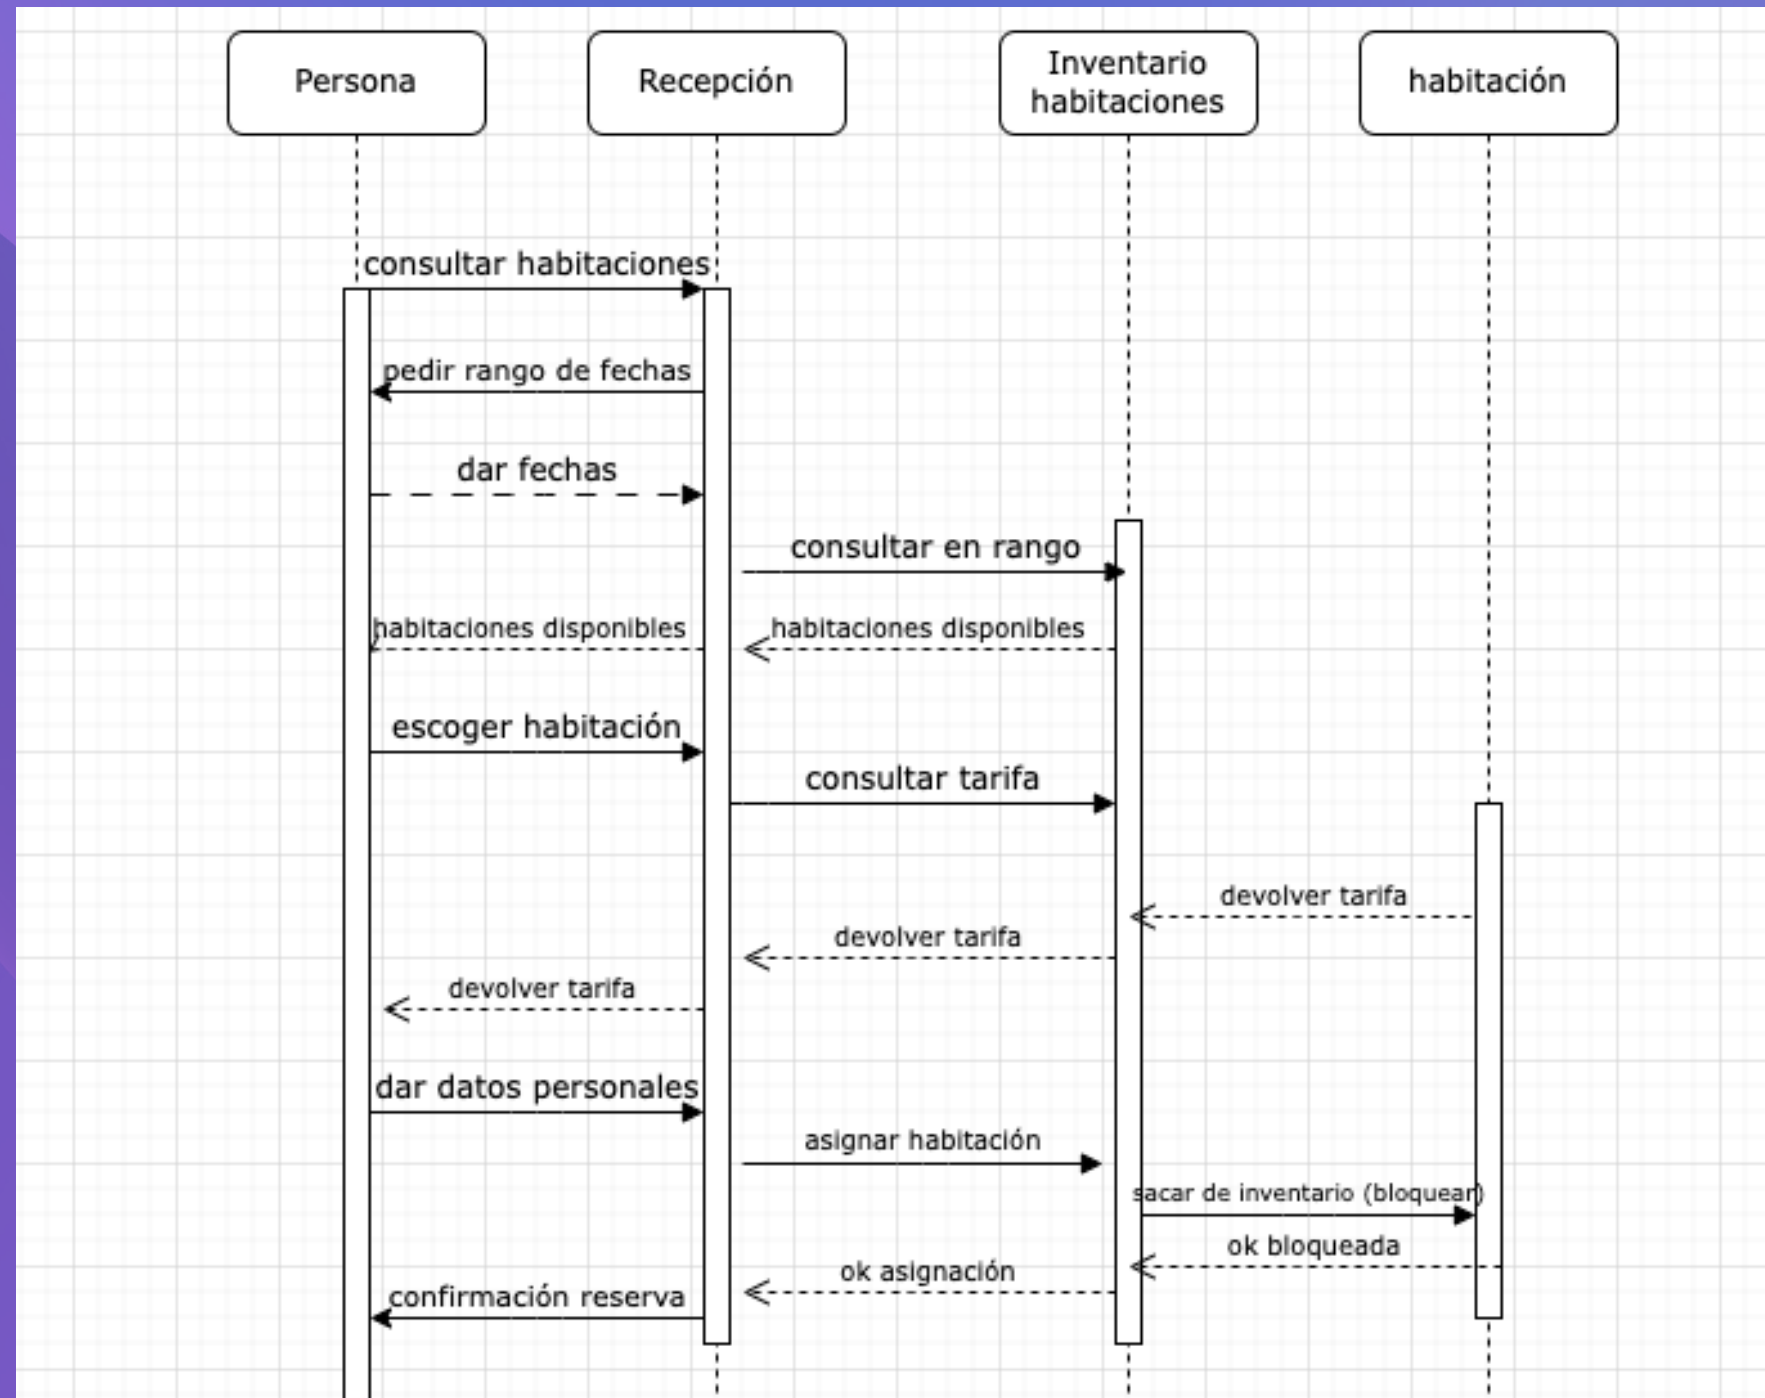 Persona
Recepción
Inventario
habitaciones
habitación
consultar habitaciones
pedir rango de fechas
dar fechas
consultar en rango
habitaciones disponibles
habitaciones disponibles
escoger habitación
consultar tarifa
devolver tarifa
devolver tarifa
devolver tarifa
dar datos personales
asignar habitación
sacar de inventario (bloquear)
ok bloqueada
ok asignación
confirmación reserva